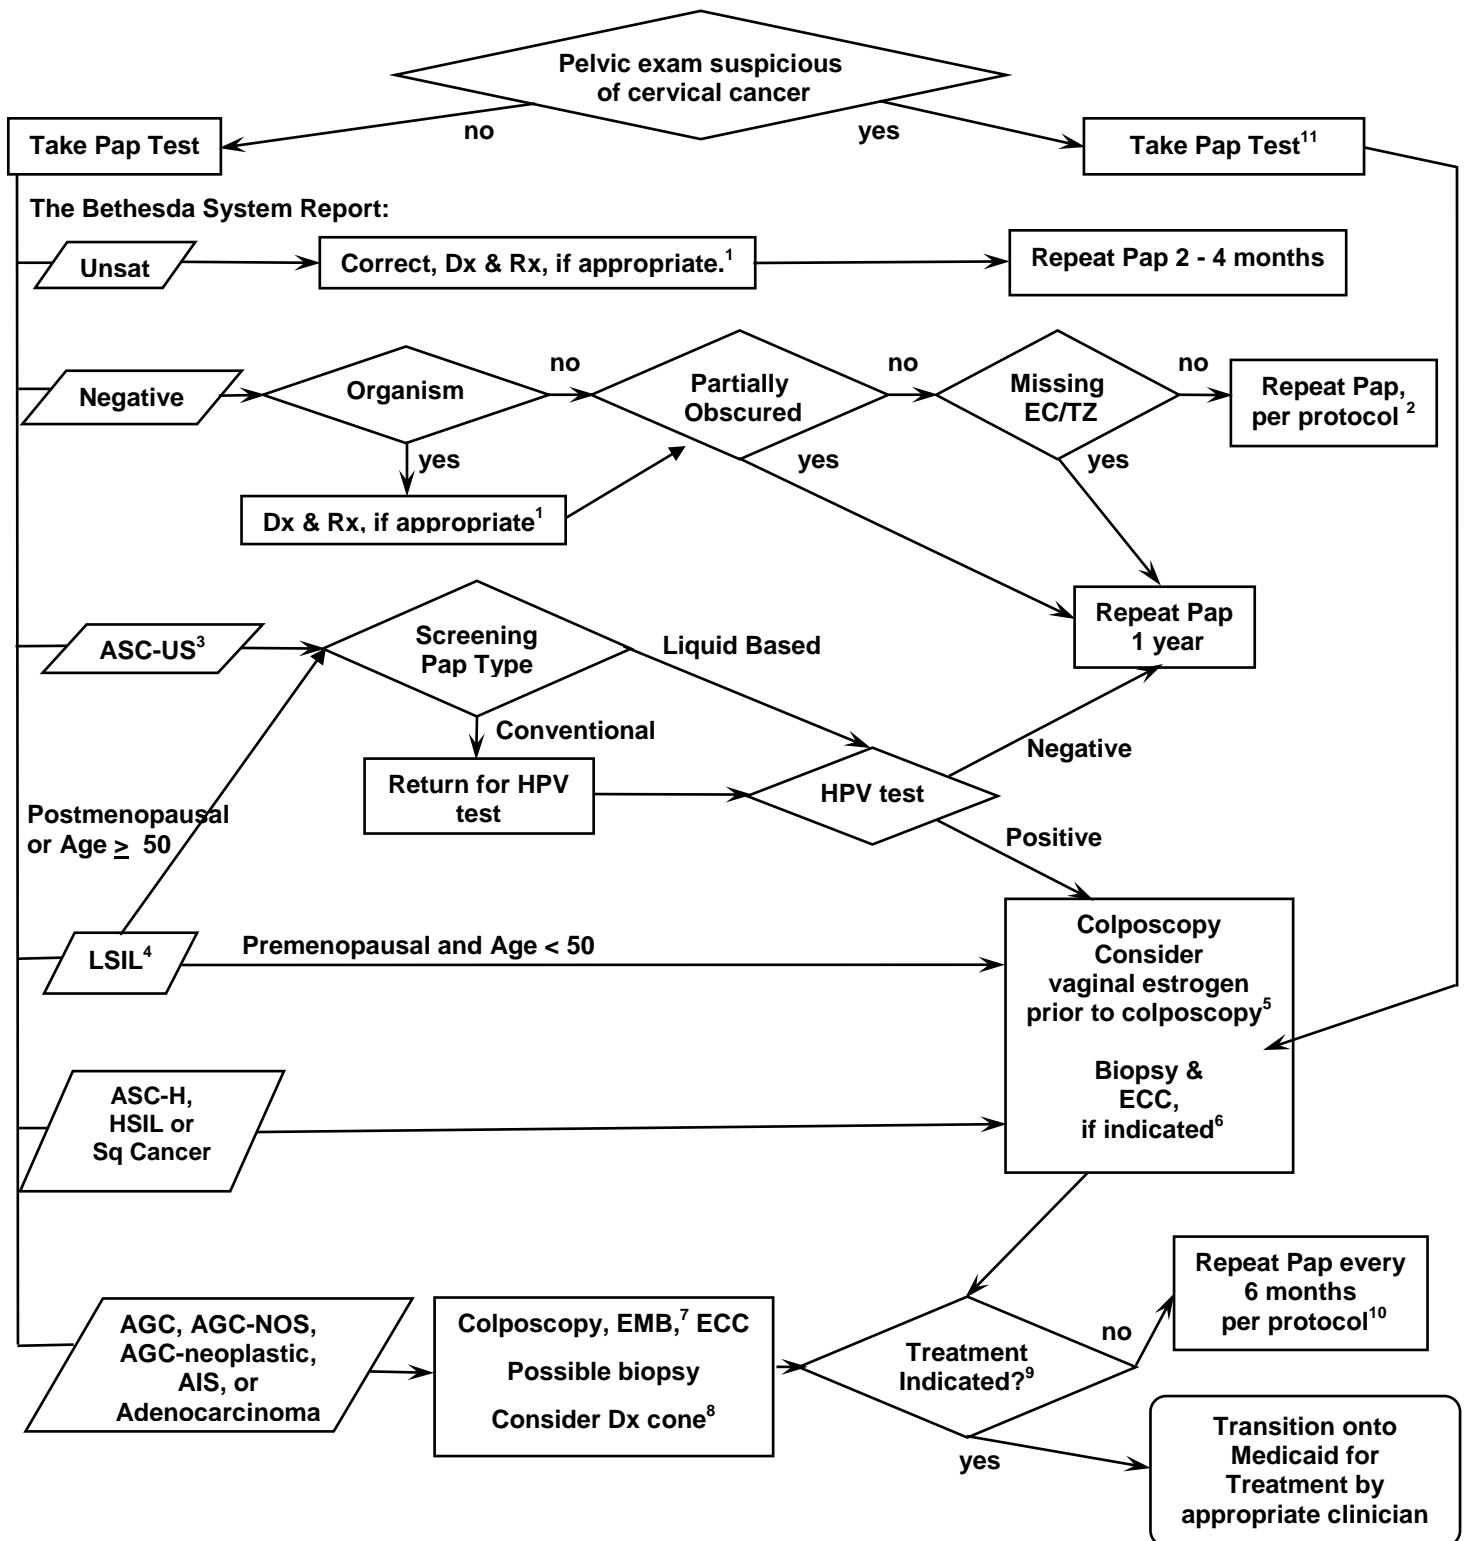 Pelvic exam suspicious
of cervical cancer
no
yes
Take Pap Test
Take Pap Test11
The Bethesda System Report:
Unsat
Correct, Dx & Rx, if appropriate.1
Repeat Pap 2 - 4 months
Negative
Organism
no
Partially
Obscured
no
Missing
EC/TZ
no
Repeat Pap,
per protocol 2
yes
yes
yes
Dx & Rx, if appropriate1
Repeat Pap
1 year
ASC-US3
Screening
Pap Type
Liquid Based
Conventional
Return for HPV
test
HPV test
Negative
Positive
Postmenopausal
or Age ≥ 50
LSIL4
Premenopausal and Age < 50
Colposcopy
Consider
vaginal estrogen
prior to colposcopy5
Biopsy &
ECC,
if indicated6
ASC-H,
HSIL or
Sq Cancer
AGC, AGC-NOS,
AGC-neoplastic,
AIS, or
Adenocarcinoma
Colposcopy, EMB,7 ECC
Possible biopsy
Consider Dx cone8
Treatment
Indicated?9
no
Repeat Pap every
6 months
per protocol10
yes
Transition onto
Medicaid for
Treatment by
appropriate clinician